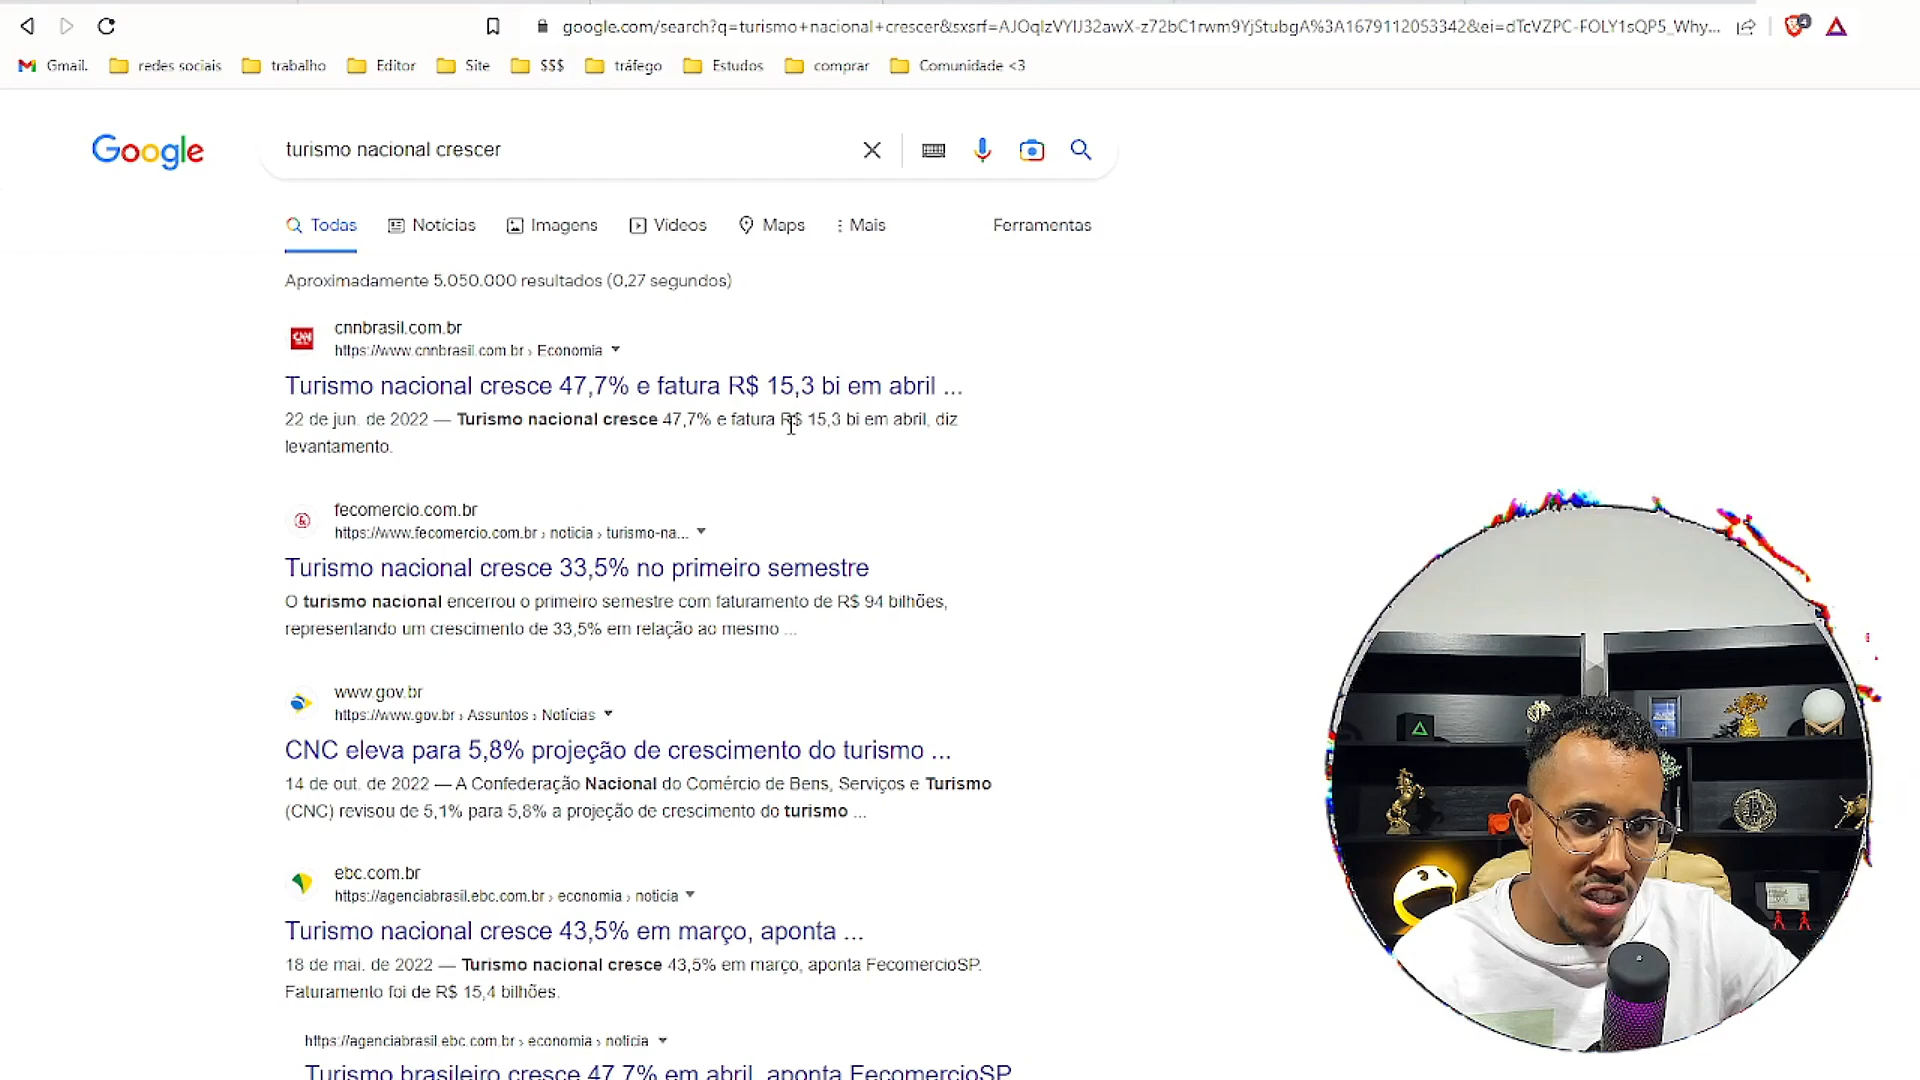 google.com/search?q=turismo+nacional+crescer&sxsrf=AJOqlzVYIJ32awX-z72bC1rwm9YjStubgA%3A1679112053342&ei=dTcVZPC-FOLY1sQP5_Why...
4
Gmail.
redes sociais
trabalho
Editor
Site
$$$
tráfego
Estudos
comprar
Comunidade <3
Google
turismo nacional crescer
Todas
Notícias
Imagens
Vídeos
Maps
Mais
Ferramentas
Aproximadamente 5.050.000 resultados (0,27 segundos)
CNN
cnnbrasil.com.br
https://www.cnnbrasil.com.br › Economia
Turismo nacional cresce 47,7% e fatura R$ 15,3 bi em abril ...
22 de jun. de 2022 — Turismo nacional cresce 47,7% e fatura R$ 15,3 bi em abril, diz
levantamento.
fecomercio.com.br
https://www.fecomercio.com.br › noticia › turismo-na...
Turismo nacional cresce 33,5% no primeiro semestre
O turismo nacional encerrou o primeiro semestre com faturamento de R$ 94 bilhões,
representando um crescimento de 33,5% em relação ao mesmo ...
www.gov.br
https://www.gov.br › Assuntos › Notícias
CNC eleva para 5,8% projeção de crescimento do turismo ...
14 de out. de 2022 — A Confederação Nacional do Comércio de Bens, Serviços e Turismo
(CNC) revisou de 5,1% para 5,8% a projeção de crescimento do turismo ...
ebc.com.br
https://agenciabrasil.ebc.com.br › economia › noticia
Turismo nacional cresce 43,5% em março, aponta ...
18 de mai. de 2022 — Turismo nacional cresce 43,5% em março, aponta FecomercioSP.
Faturamento foi de R$ 15,4 bilhões.
https://agenciabrasil.ebc.com.br › economia › noticia
Turismo brasileiro cresce 47,7% em abril, aponta FecomercioSP